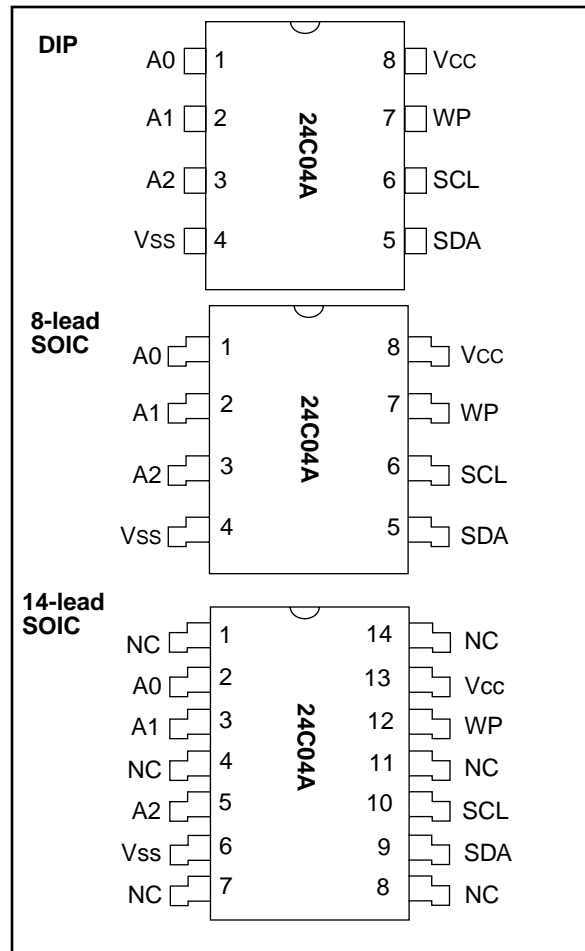 DIP
A0 1 8 VCC
A1 2 7 WP
24C04A
A2 3 6 SCL
VSS 4 5 SDA
8-lead
SOIC
A0 1 8 VCC
A1 2 7 WP
24C04A
A2 3 6 SCL
VSS 4 5 SDA
14-lead
SOIC
NC 1 14 NC
A0 2 13 Vcc
A1 3 12 WP
24C04A
NC 4 11 NC
A2 5 10 SCL
Vss 6 9 SDA
NC 7 8 NC